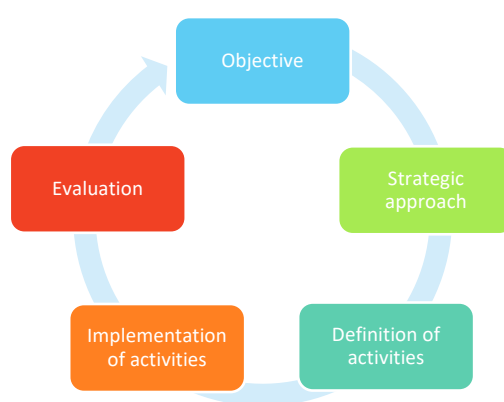 Objective
Strategic
approach
Definition of
activities
Implementation
of activities
Evaluation